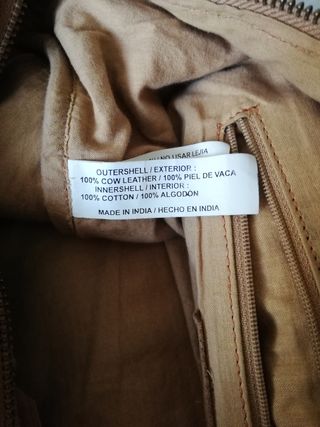 NO USAR LEJIA
OUTERSHELL / EXTERIOR :
100% COW LEATHER / 100% PIEL DE VACA
INNERSHELL / INTERIOR :
100% COTTON / 100% ALGODÓN
MADE IN INDIA / HECHO EN INDIA